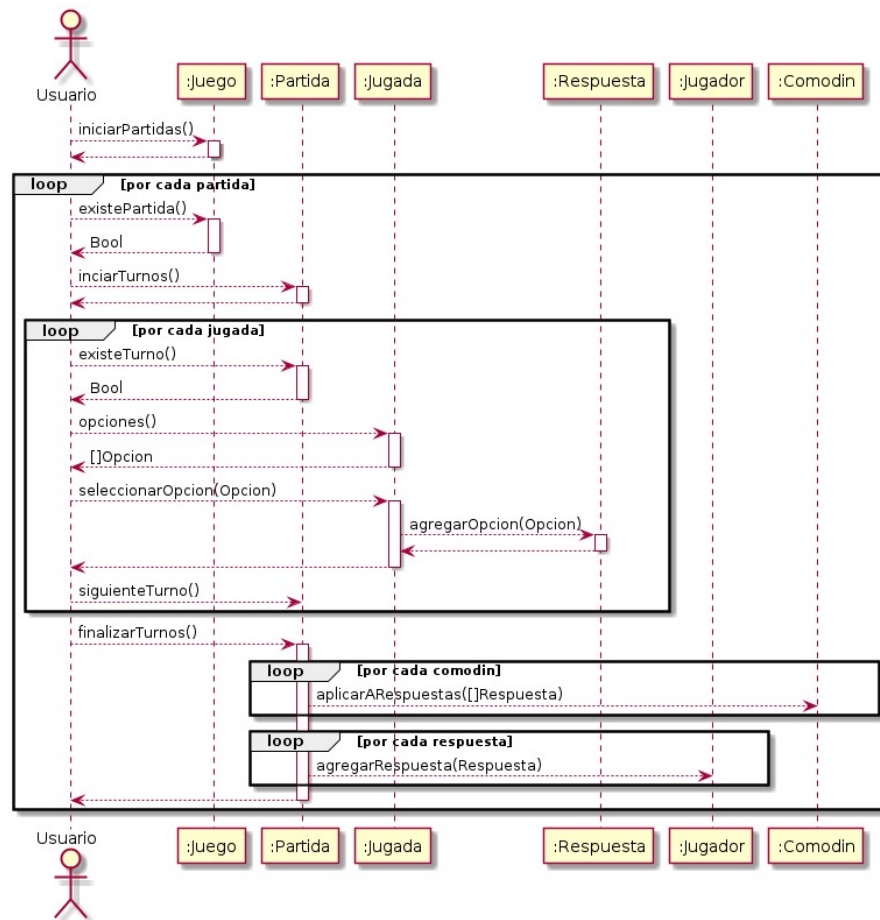 Usuario
:Juego
:Partida
:Jugada
:Respuesta
:Jugador
:Comodin
iniciarPartidas()
loop [por cada partida]
existePartida()
Bool
inciarTurnos()
loop [por cada jugada]
existeTurno()
Bool
opciones()
[]Opcion
seleccionarOpcion(Opcion)
agregarOpcion(Opcion)
siguienteTurno()
finalizarTurnos()
loop [por cada comodin]
aplicarARespuestas([]Respuesta)
loop [por cada respuesta]
agregarRespuesta(Respuesta)
Usuario
:Juego
:Partida
:Jugada
:Respuesta
:Jugador
:Comodin